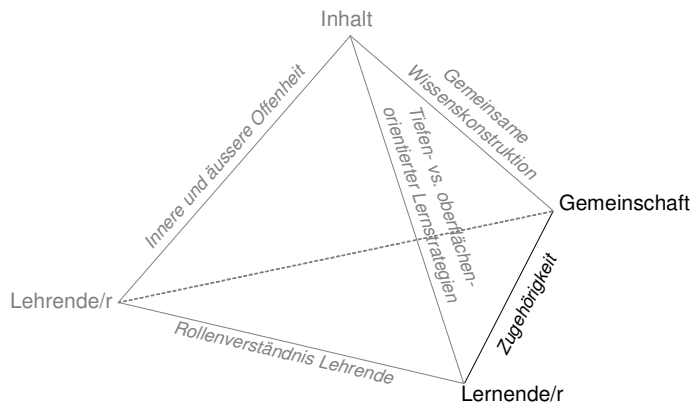 Inhalt
Innere und äussere Offenheit
Gemeinsame
Wissenskonstruktion
Tiefen- vs. oberflächen-
orientierter Lernstrategien
Gemeinschaft
Zugehörigkeit
Lehrende/r
Rollenverständnis Lehrende
Lernende/r